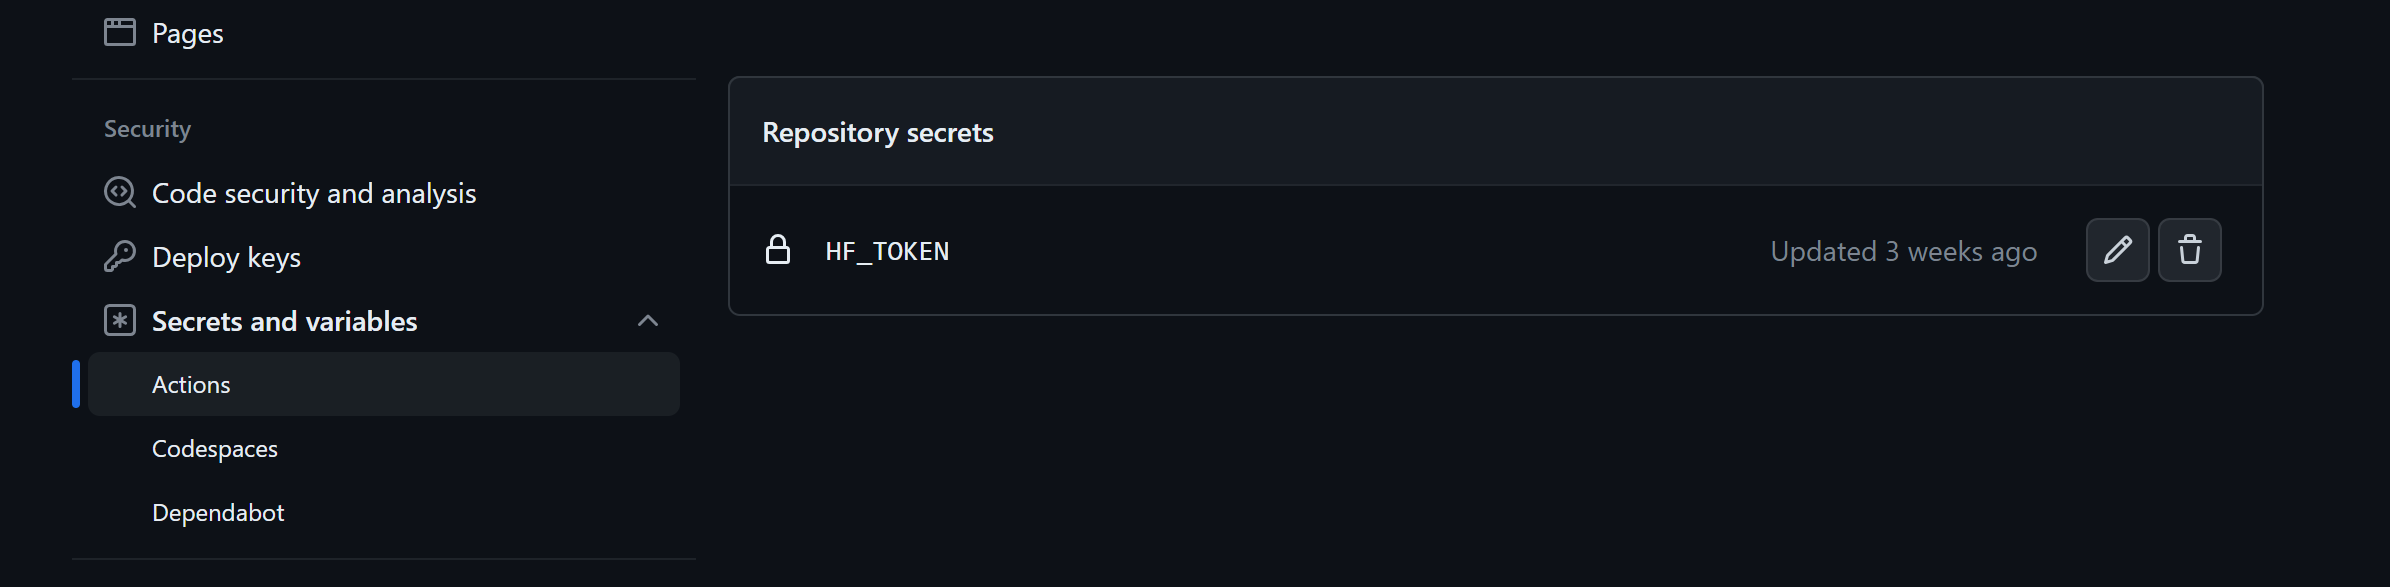 Pages
Security
Code security and analysis
Deploy keys
Secrets and variables
Actions
Codespaces
Dependabot
Repository secrets
HF_TOKEN
Updated 3 weeks ago